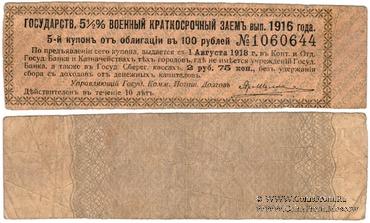 ГОСУДАРСТВ. 5½% ВОЕННЫЙ КРАТКОСРОЧНЫЙ ЗАЕМЪ вып. 1916 года.
5-й купонъ отъ облигаціи въ 100 рублей № 1060644
По предъявленіи сего купона, выдается съ 1 Августа 1918 г., въ Конт. и Отд.
Госуд. Банка и Казначействахъ тѣхъ городовъ, гдѣ не имѣется учрежденій Госуд.
Банка, а также въ Госуд. Сберег. кассахъ, 2 руб. 75 коп., безъ удержанія
сбора съ доходовъ отъ денежныхъ капиталовъ.
Управляющій Госуд. Комм. Погаш. Долговъ
Дѣйствителенъ въ теченіе 10 лѣтъ.